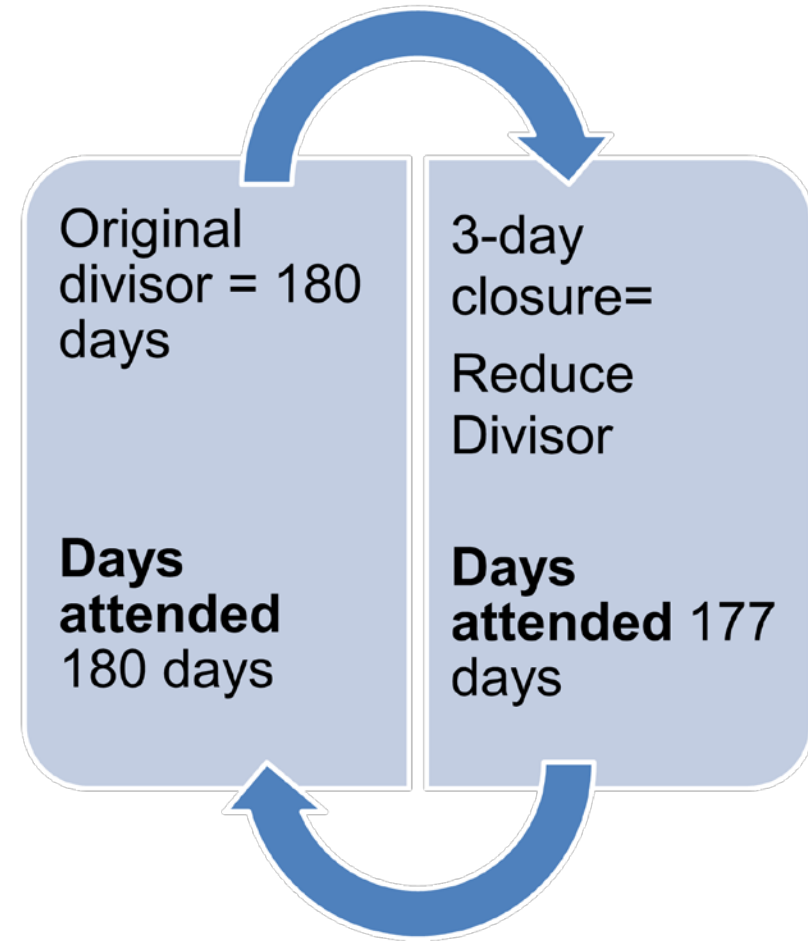 Original
divisor = 180
days
Days
attended
180 days
3-day
closure=
Reduce
Divisor
Days
attended 177
days